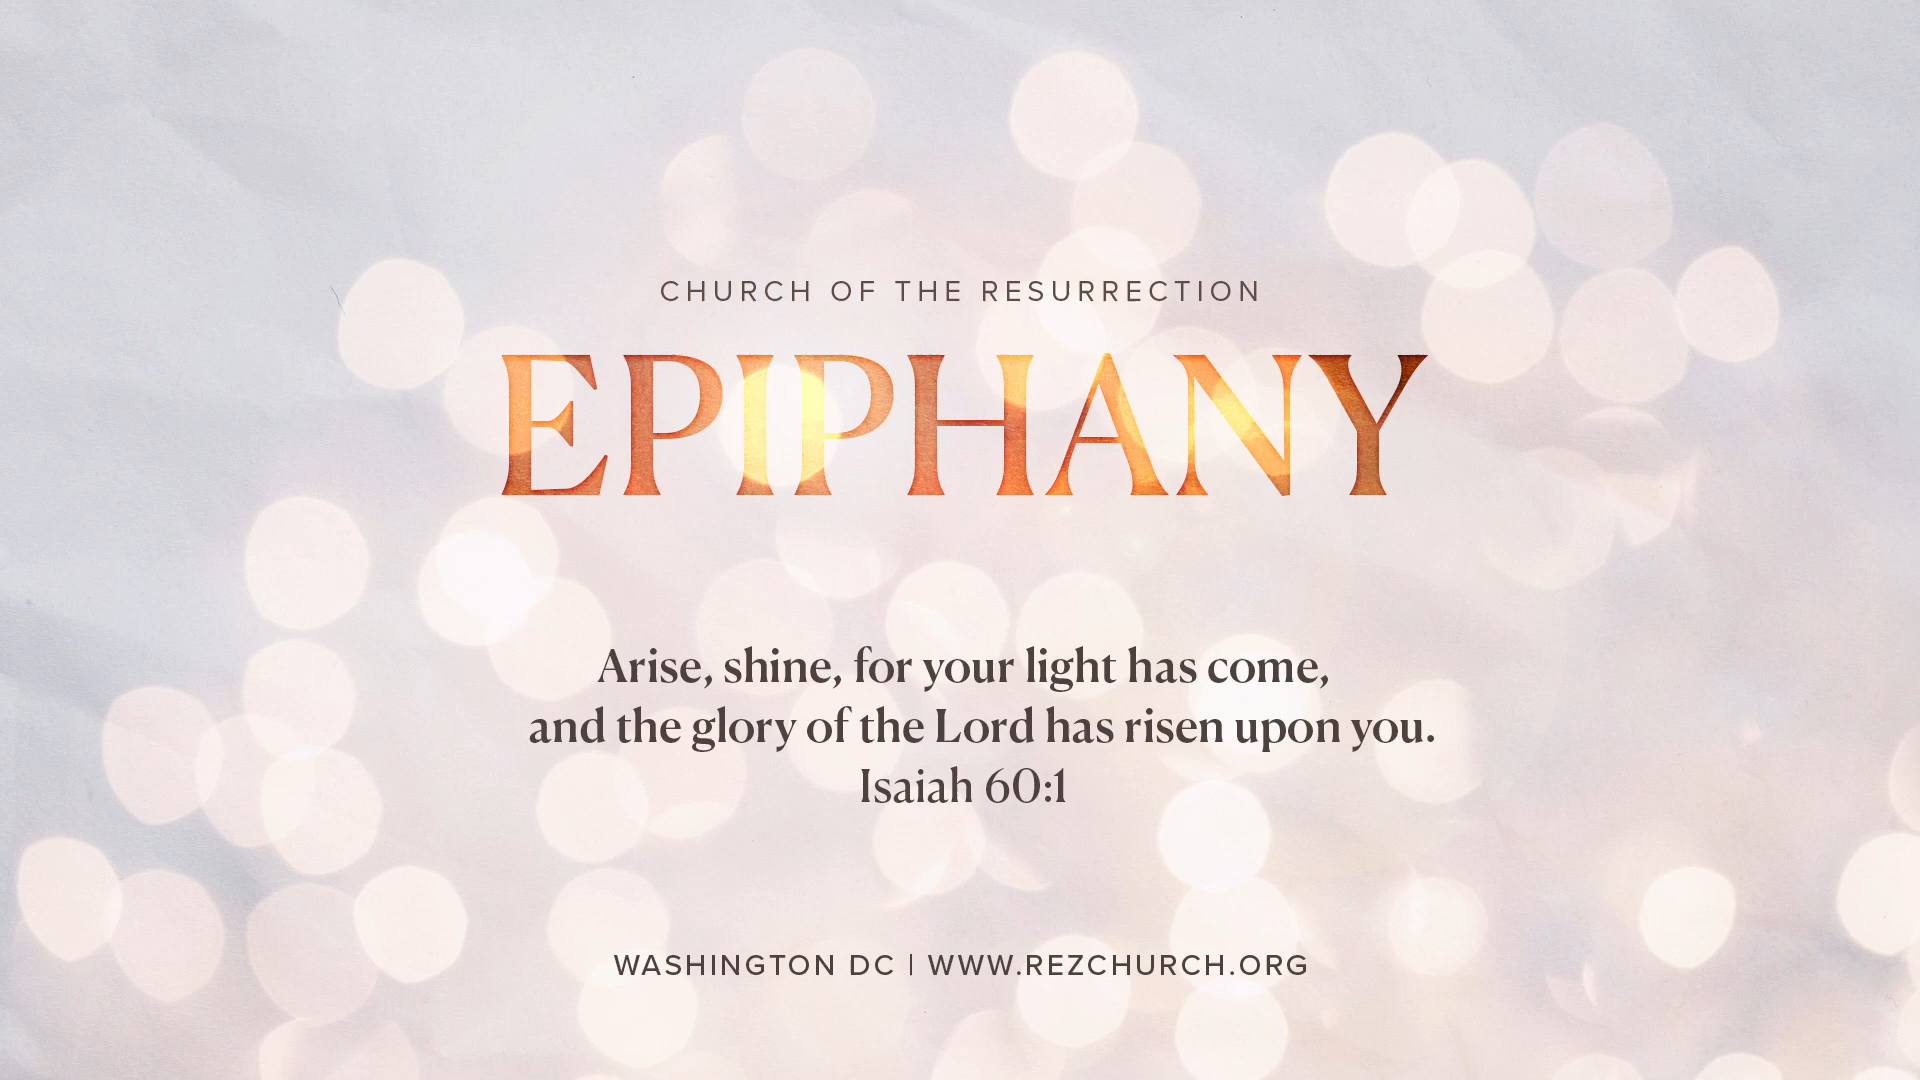 CHURCH OF THE RESURRECTION
EPIPHANY
Arise, shine, for your light has come,
and the glory of the Lord has risen upon you.
Isaiah 60:1
WASHINGTON DC | WWW.REZCHURCH.ORG